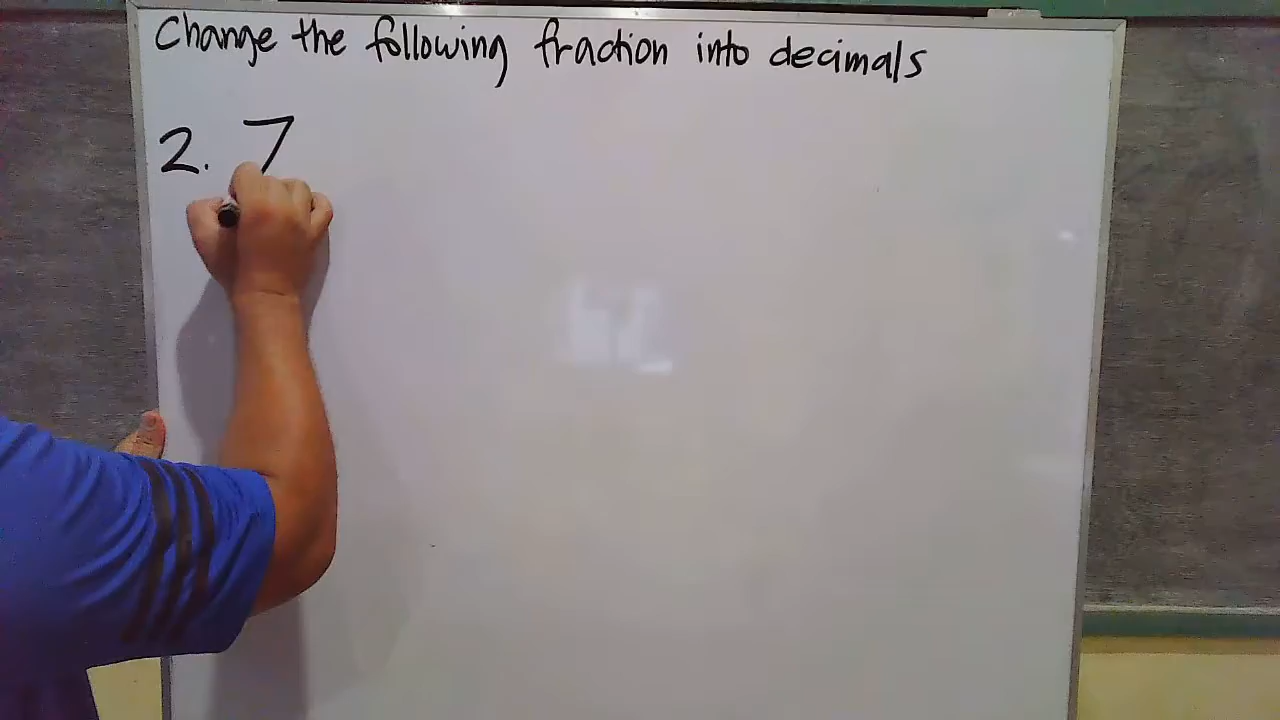 Change the following fraction into decimals
2. 7